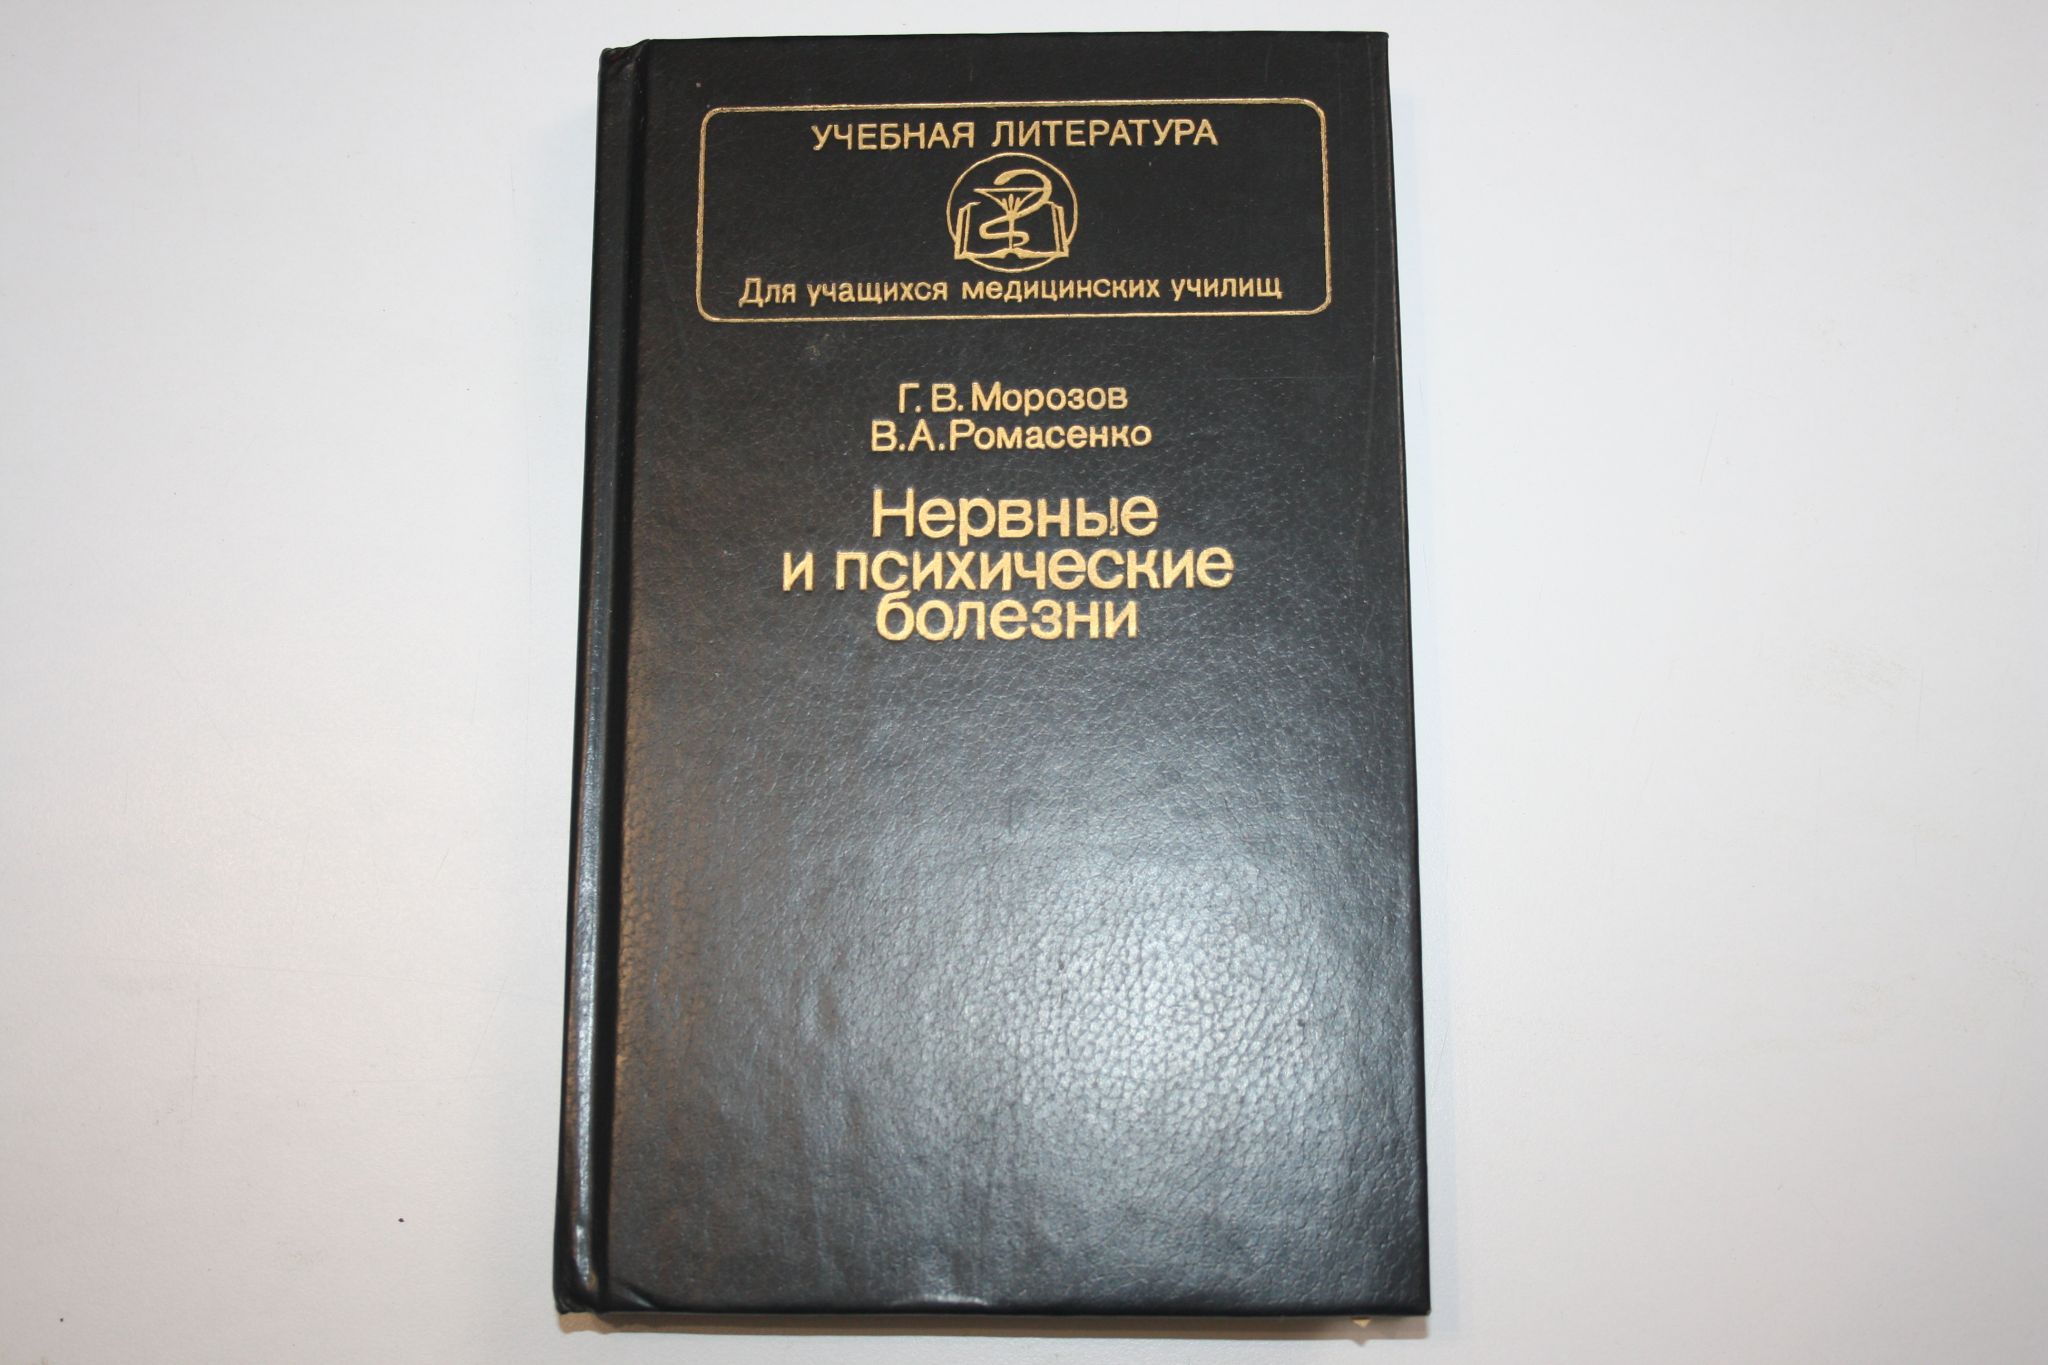 УЧЕБНАЯ ЛИТЕРАТУРА
Для учащихся медицинских училищ
Г. В. Морозов
В.А.Ромасенко
Нервные
и психические
болезни